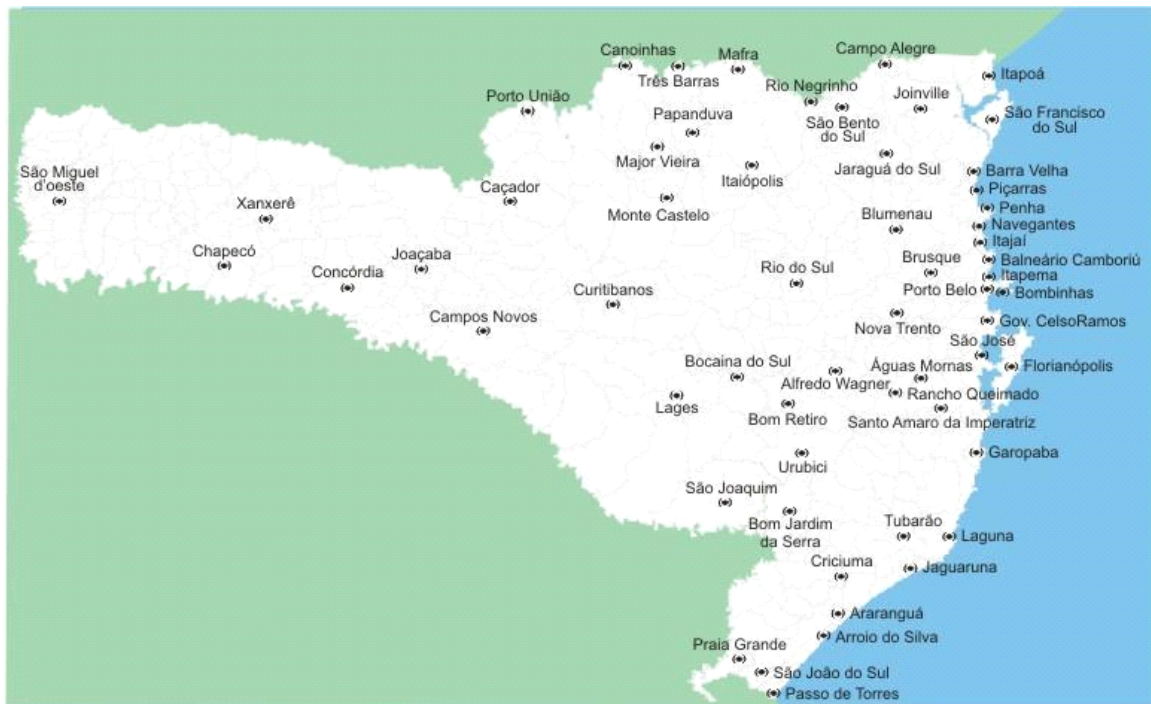 Canoinhas
Mafra
Campo Alegre
Três Barras
Itapoá
Porto União
Rio Negrinho
Joinville
Papanduva
São Bento
do Sul
São Francisco
do Sul
São Miguel
d'oeste
Major Vieira
Itaiópolis
Jaraguá do Sul
Barra Velha
Caçador
Piçarras
Xanxerê
Monte Castelo
Blumenau
Penha
Navegantes
Itajaí
Chapecó
Joaçaba
Concórdia
Rio do Sul
Brusque
Balneário Camboriú
Itapema
Curitibanos
Porto Belo
Bombinhas
Campos Novos
Nova Trento
Gov. CelsoRamos
São José
Bocaina do Sul
Águas Mornas
Florianópolis
Alfredo Wagner
Rancho Queimado
Lages
Bom Retiro
Santo Amaro da Imperatriz
Urubici
Garopaba
São Joaquim
Bom Jardim
da Serra
Tubarão
Laguna
Criciuma
Jaguaruna
Araranguá
Arroio do Silva
Praia Grande
São João do Sul
Passo de Torres